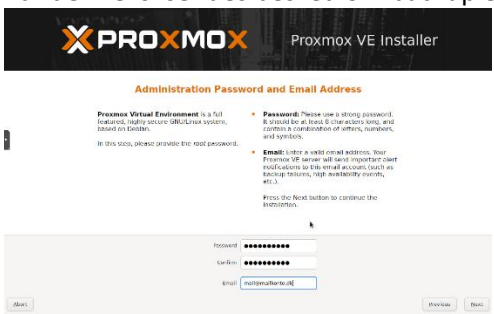 PROXMOX
Proxmox VE Installer
Administration Password and Email Address
Proxmox Virtual Environment is a full
featured, highly secure GNU/Linux system,
based on Debian.
In this step, please provide the root password.
Password: Please use a strong password.
It should be at least 8 characters long, and
contain a combination of letters, numbers,
and symbols.
Email: Enter a valid email address. Your
Proxmox VE server will send important alert
notifications to this email account (such as
backup failures, high availability events,
etc.).
Press the Next button to continue the
installation.
Password ●●●●●●●●●●
Confirm ●●●●●●●●●●
Email
Abort
Previous
Next